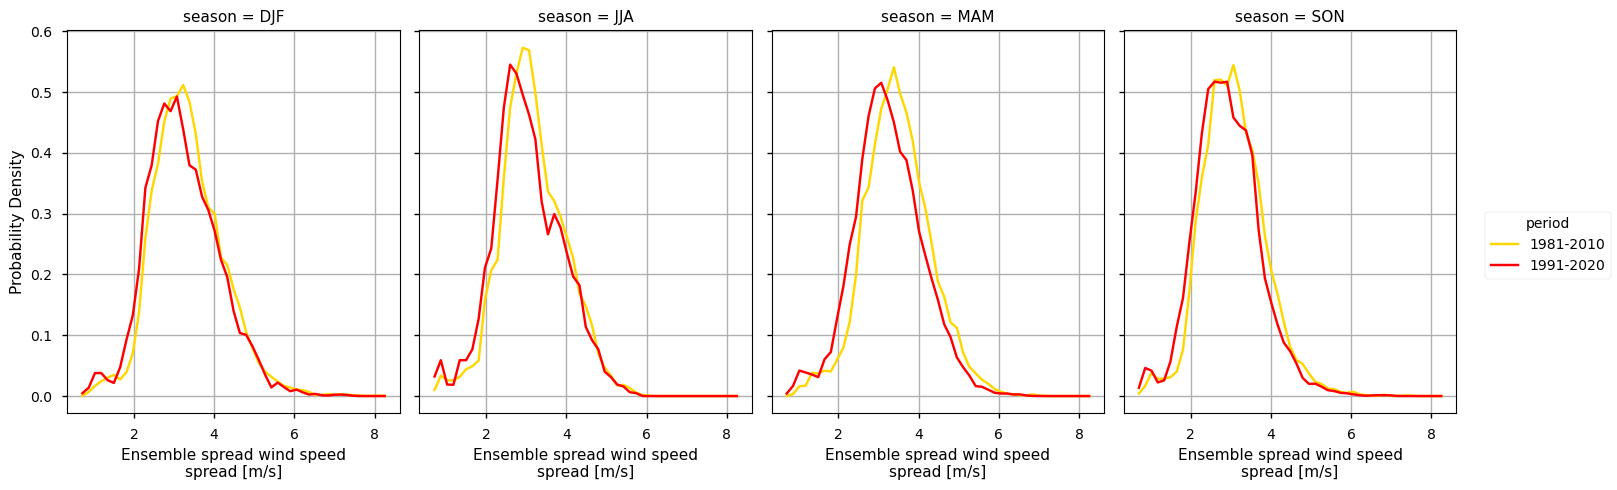 season = DJF
season = JJA
season = MAM
season = SON
Probability Density
0.6
0.5
0.4
0.3
0.2
0.1
0.0
2 4 6 8
2 4 6 8
2 4 6 8
2 4 6 8
Ensemble spread wind speed
spread [m/s]
Ensemble spread wind speed
spread [m/s]
Ensemble spread wind speed
spread [m/s]
Ensemble spread wind speed
spread [m/s]
period
1981-2010
1991-2020